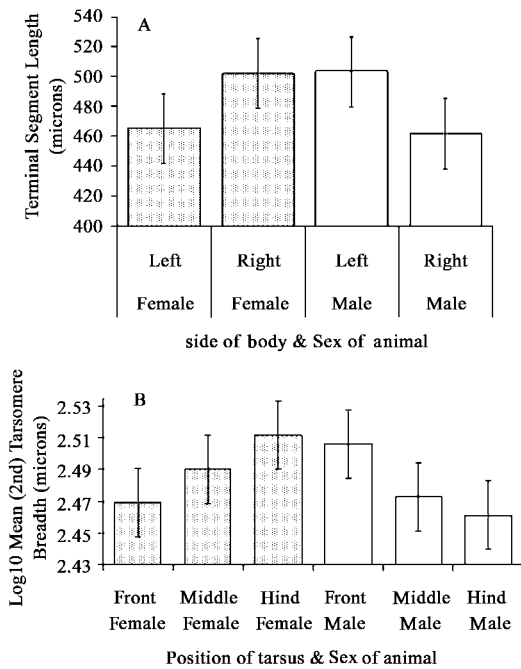 A
Terminal Segment Length
(microns)
540
520
500
480
460
440
420
400
Left Right Left Right
Female Female Male Male
side of body & Sex of animal
B
Log10 Mean (2nd) Tarsomere
Breadth (microns)
2.53
2.51
2.49
2.47
2.45
2.43
Front Middle Hind Front Middle Hind
Female Female Female Male Male Male
Position of tarsus & Sex of animal